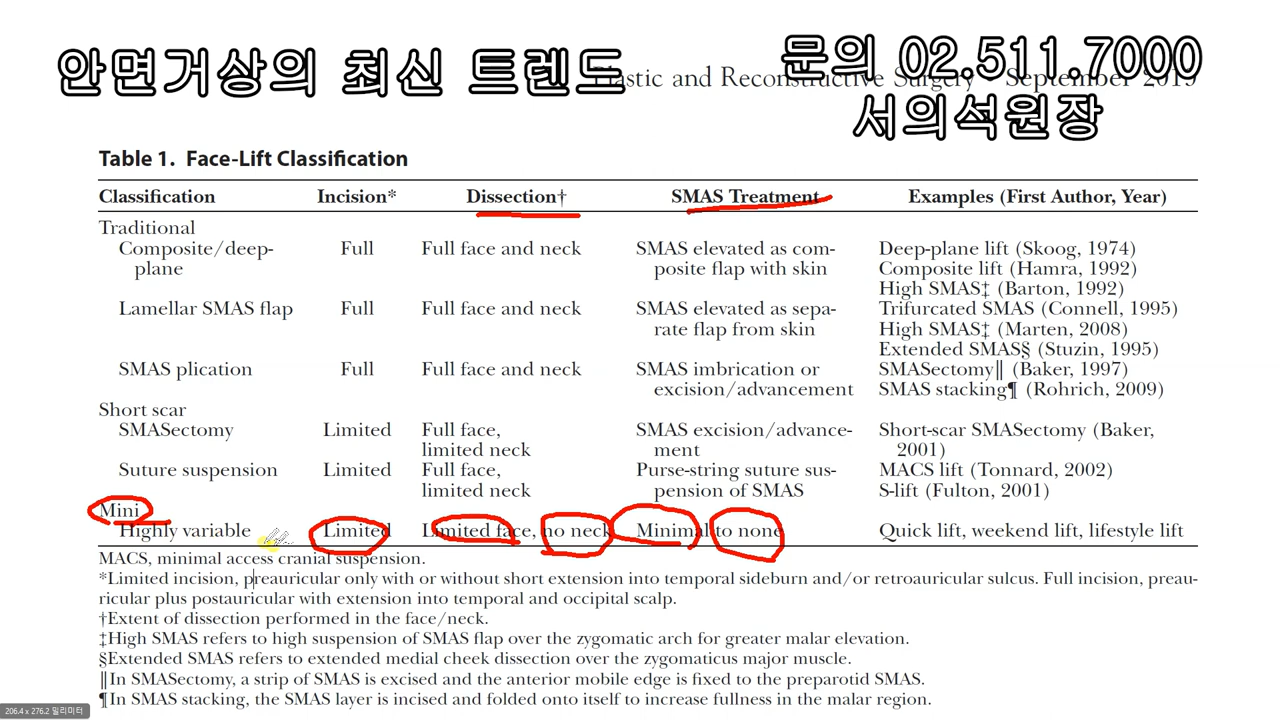 안면거상의 최신 트렌드
문의 02.511.7000
Plastic and Reconstructive Surgery • September 2015
서의석원장
Table 1. Face-Lift Classification
Classification Incision* Dissection† SMAS Treatment Examples (First Author, Year)
Traditional
Composite/deep- Full Full face and neck SMAS elevated as com- Deep-plane lift (Skoog, 1974)
plane posite flap with skin Composite lift (Hamra, 1992)
High SMAS‡ (Barton, 1992)
Lamellar SMAS flap Full Full face and neck SMAS elevated as sepa- Trifurcated SMAS (Connell, 1995)
rate flap from skin High SMAS‡ (Marten, 2008)
Extended SMAS§ (Stuzin, 1995)
SMAS plication Full Full face and neck SMAS imbrication or SMASectomy‖ (Baker, 1997)
excision/advancement SMAS stacking¶ (Rohrich, 2009)
Short scar
SMASectomy Limited Full face, SMAS excision/advance- Short-scar SMASectomy (Baker,
limited neck ment 2001)
Suture suspension Limited Full face, Purse-string suture sus- MACS lift (Tonnard, 2002)
limited neck pension of SMAS S-lift (Fulton, 2001)
Mini
Highly variable Limited Limited face, no neck Minimal to none Quick lift, weekend lift, lifestyle lift
MACS, minimal access cranial suspension.
*Limited incision, preauricular only with or without short extension into temporal sideburn and/or retroauricular sulcus. Full incision, preau-
ricular plus postauricular with extension into temporal and occipital scalp.
†Extent of dissection performed in the face/neck.
‡High SMAS refers to high suspension of SMAS flap over the zygomatic arch for greater malar elevation.
§Extended SMAS refers to extended medial cheek dissection over the zygomaticus major muscle.
‖In SMASectomy, a strip of SMAS is excised and the anterior mobile edge is fixed to the preparotid SMAS.
¶In SMAS stacking, the SMAS layer is incised and folded onto itself to increase fullness in the malar region.
206.4 x 276.2 밀리미터